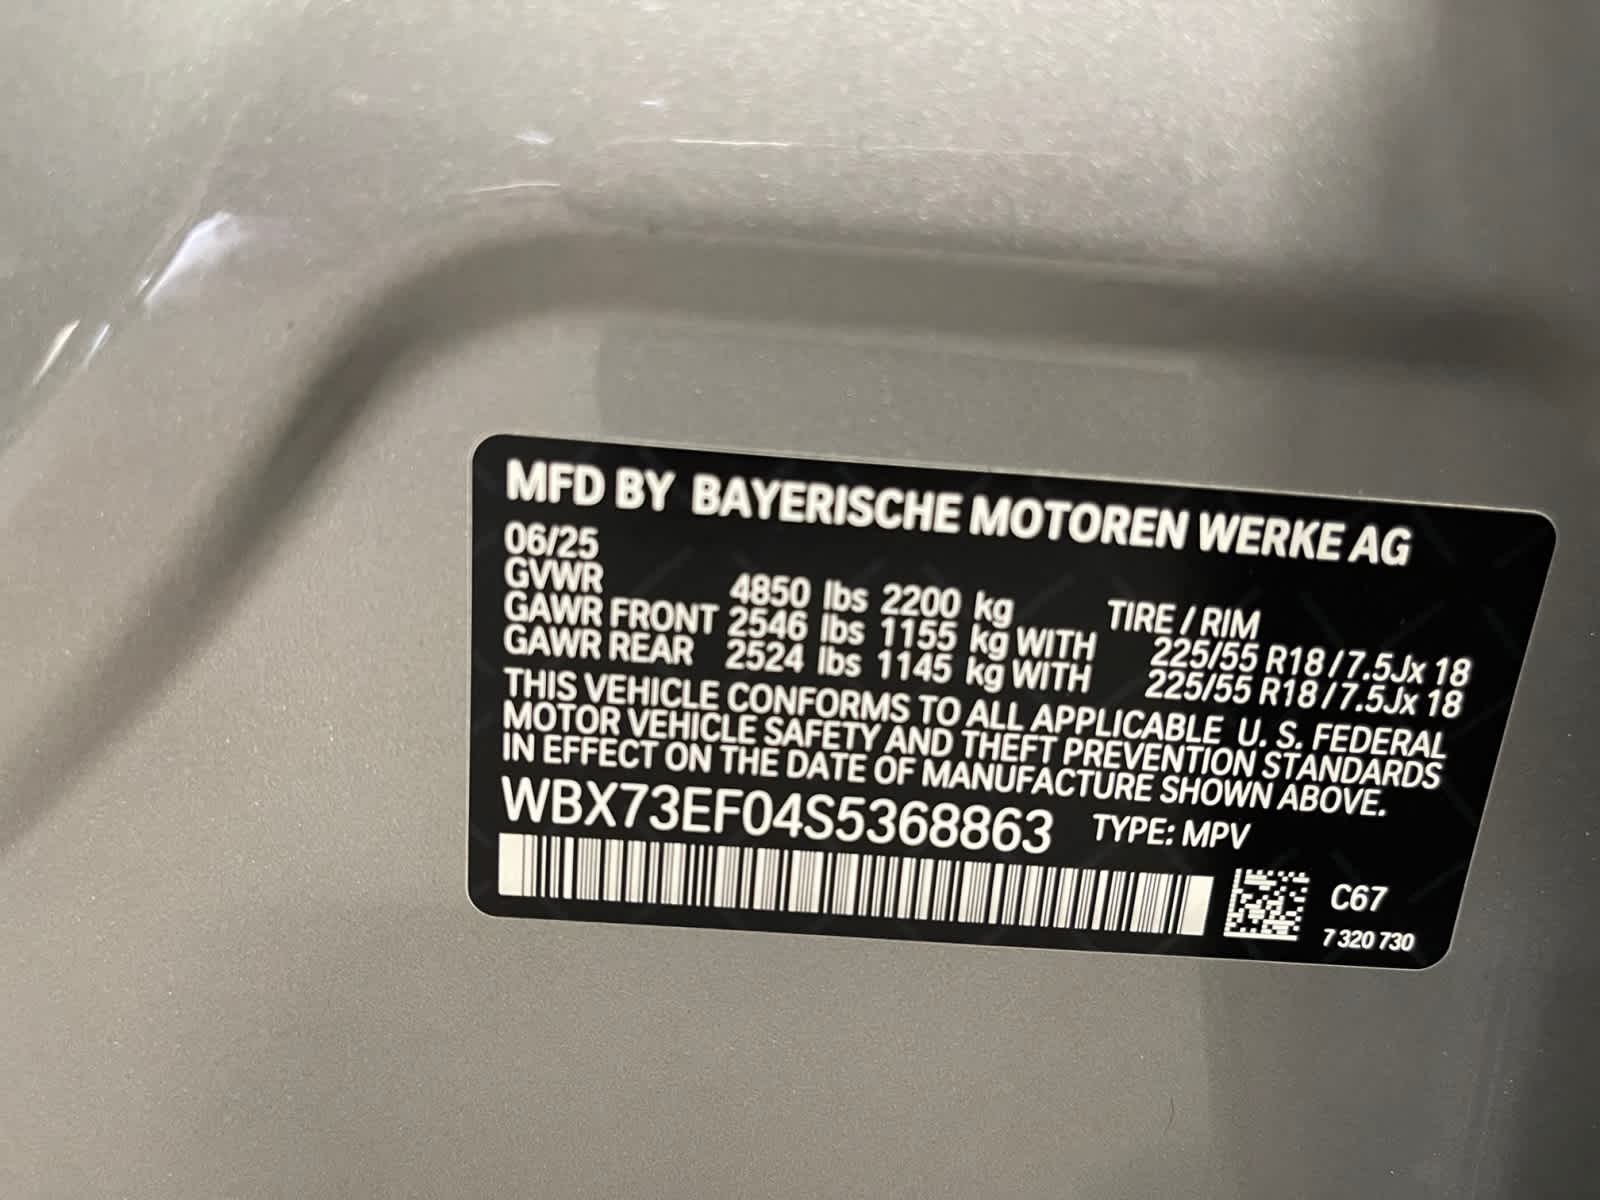 MFD BY BAYERISCHE MOTOREN WERKE AG
06/25
GVWR 4850 lbs 2200 kg TIRE / RIM
GAWR FRONT 2546 lbs 1155 kg WITH 225/55 R18 / 7.5Jx 18
GAWR REAR 2524 lbs 1145 kg WITH 225/55 R18 / 7.5Jx 18
THIS VEHICLE CONFORMS TO ALL APPLICABLE U. S. FEDERAL
MOTOR VEHICLE SAFETY AND THEFT PREVENTION STANDARDS
IN EFFECT ON THE DATE OF MANUFACTURE SHOWN ABOVE.
WBX73EF04S5368863 TYPE: MPV
C67
7 320 730